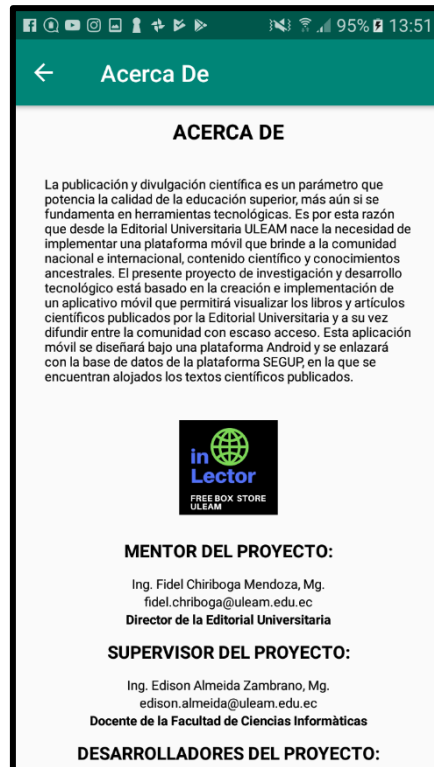 95% 13:51
Acerca De
ACERCA DE
La publicación y divulgación científica es un parámetro que
potencia la calidad de la educación superior, más aún si se
fundamenta en herramientas tecnológicas. Es por esta razón
que desde la Editorial Universitaria ULEAM nace la necesidad de
implementar una plataforma móvil que brinde a la comunidad
nacional e internacional, contenido científico y conocimientos
ancestrales. El presente proyecto de investigación y desarrollo
tecnológico está basado en la creación e implementación de
un aplicativo móvil que permitirá visualizar los libros y artículos
científicos publicados por la Editorial Universitaria y a su vez
difundir entre la comunidad con escaso acceso. Esta aplicación
móvil se diseñará bajo una plataforma Android y se enlazará
con la base de datos de la plataforma SEGUP, en la que se
encuentran alojados los textos científicos publicados.
in
Lector
FREE BOX STORE
ULEAM
MENTOR DEL PROYECTO:
Ing. Fidel Chiriboga Mendoza, Mg.
fidel.chriboga@uleam.edu.ec
Director de la Editorial Universitaria
SUPERVISOR DEL PROYECTO:
Ing. Edison Almeida Zambrano, Mg.
edison.almeida@uleam.edu.ec
Docente de la Facultad de Ciencias Informàticas
DESARROLLADORES DEL PROYECTO: